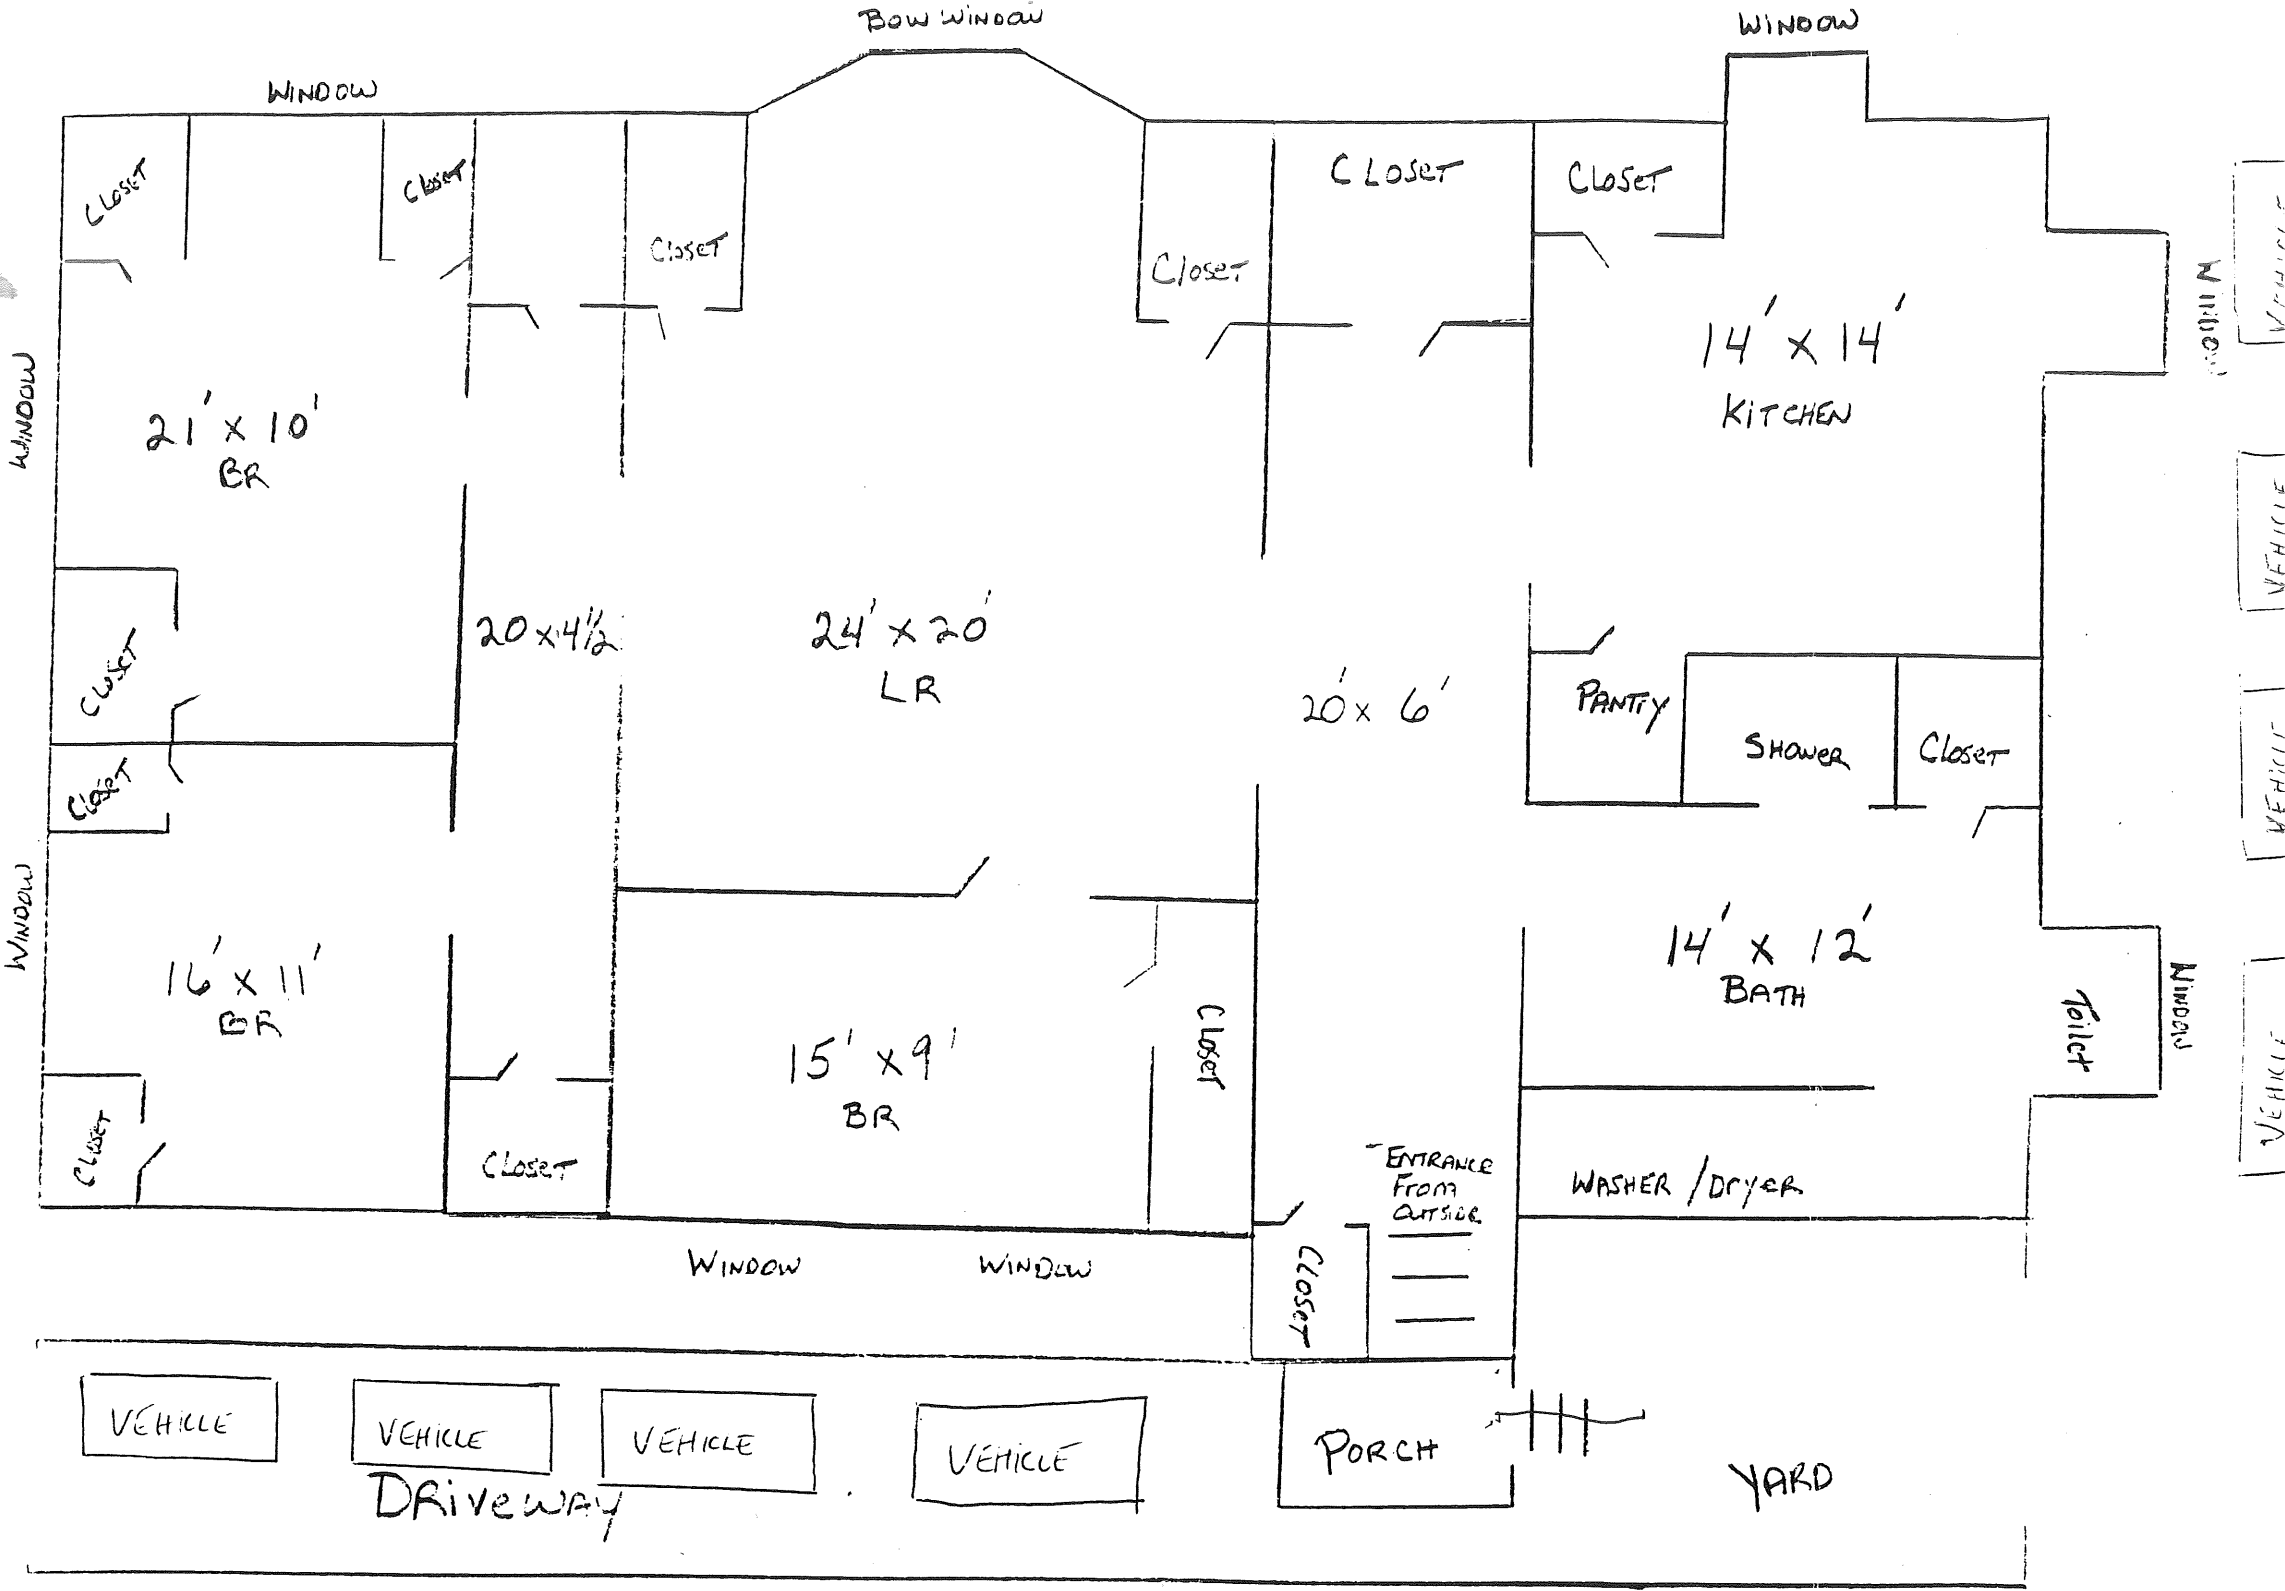 BOW WINDOW
WINDOW
WINDOW
CLOSET
CLOSET
CLOSET
CLOSET
CLOSET
CLOSET
WINDOW
VEHICLE
14' x 14'
KITCHEN
WINDOW
21' x 10'
BR
VEHICLE
20 x 4 1/2
24' x 20'
LR
20' x 6'
CLOSET
PANTRY
SHOWER
CLOSET
VEHICLE
CLOSET
WINDOW
16' x 11'
BR
14' x 12'
BATH
TOILET
WINDOW
15' x 9'
BR
CLOSET
VEHICLE
CLOSET
CLOSET
ENTRANCE
FROM
OUTSIDE
WASHER / DRYER
WINDOW
WINDOW
CLOSET
VEHICLE
VEHICLE
VEHICLE
VEHICLE
DRIVEWAY
PORCH
YARD